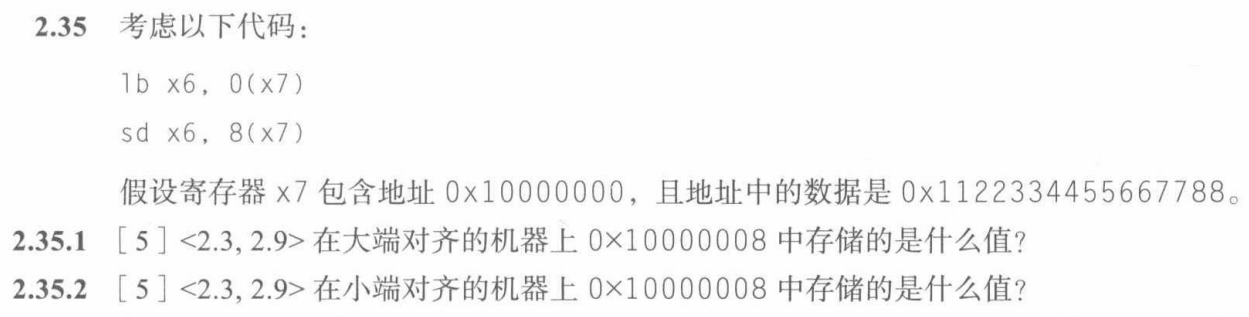 2.35 考虑以下代码：
lb x6, 0(x7)
sd x6, 8(x7)
假设寄存器 x7 包含地址 0x10000000，且地址中的数据是 0x1122334455667788。
2.35.1 ［5］<2.3, 2.9> 在大端对齐的机器上 0×10000008 中存储的是什么值？
2.35.2 ［5］<2.3, 2.9> 在小端对齐的机器上 0×10000008 中存储的是什么值？